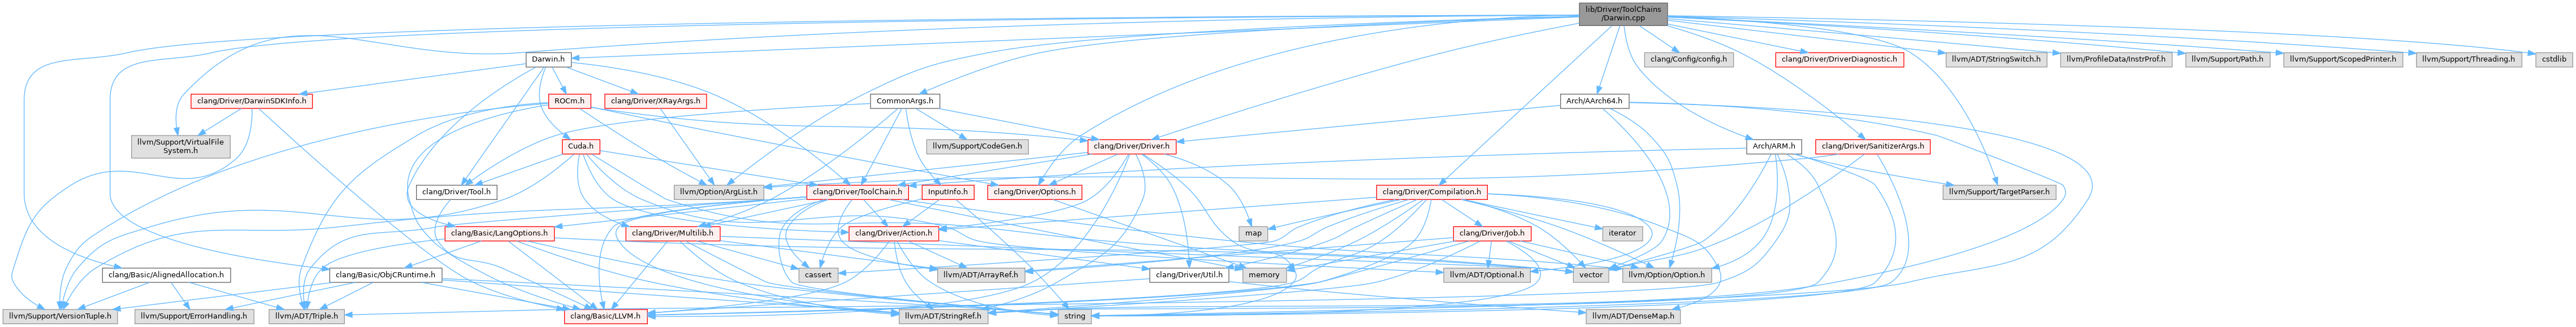 lib/Driver/ToolChains
/Darwin.cpp
Darwin.h
clang/Config/config.h
clang/Driver/DriverDiagnostic.h
llvm/ADT/StringSwitch.h
llvm/ProfileData/InstrProf.h
llvm/Support/Path.h
llvm/Support/ScopedPrinter.h
llvm/Support/Threading.h
cstdlib
clang/Driver/DarwinSDKInfo.h
ROCm.h
clang/Driver/XRayArgs.h
CommonArgs.h
Arch/AArch64.h
llvm/Support/VirtualFile
System.h
Cuda.h
llvm/Support/CodeGen.h
clang/Driver/Driver.h
Arch/ARM.h
clang/Driver/SanitizerArgs.h
clang/Driver/Tool.h
llvm/Option/ArgList.h
clang/Driver/ToolChain.h
InputInfo.h
clang/Driver/Options.h
clang/Driver/Compilation.h
llvm/Support/TargetParser.h
clang/Basic/LangOptions.h
clang/Driver/Multilib.h
clang/Driver/Action.h
map
clang/Driver/Job.h
iterator
clang/Basic/AlignedAllocation.h
clang/Basic/ObjCRuntime.h
cassert
llvm/ADT/ArrayRef.h
clang/Driver/Util.h
memory
llvm/ADT/Optional.h
vector
llvm/Option/Option.h
llvm/Support/VersionTuple.h
llvm/Support/ErrorHandling.h
llvm/ADT/Triple.h
clang/Basic/LLVM.h
llvm/ADT/StringRef.h
string
llvm/ADT/DenseMap.h